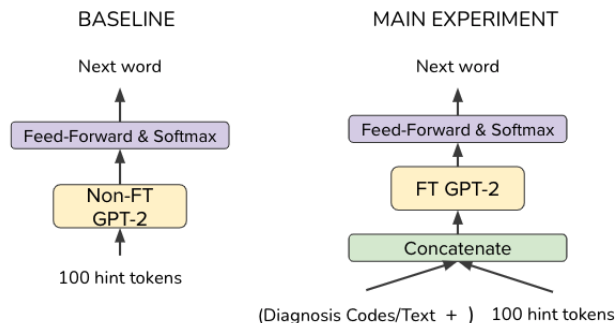 BASELINE
Next word
Feed-Forward & Softmax
Non-FT
GPT-2
100 hint tokens
MAIN EXPERIMENT
Next word
Feed-Forward & Softmax
FT GPT-2
Concatenate
(Diagnosis Codes/Text + ) 100 hint tokens